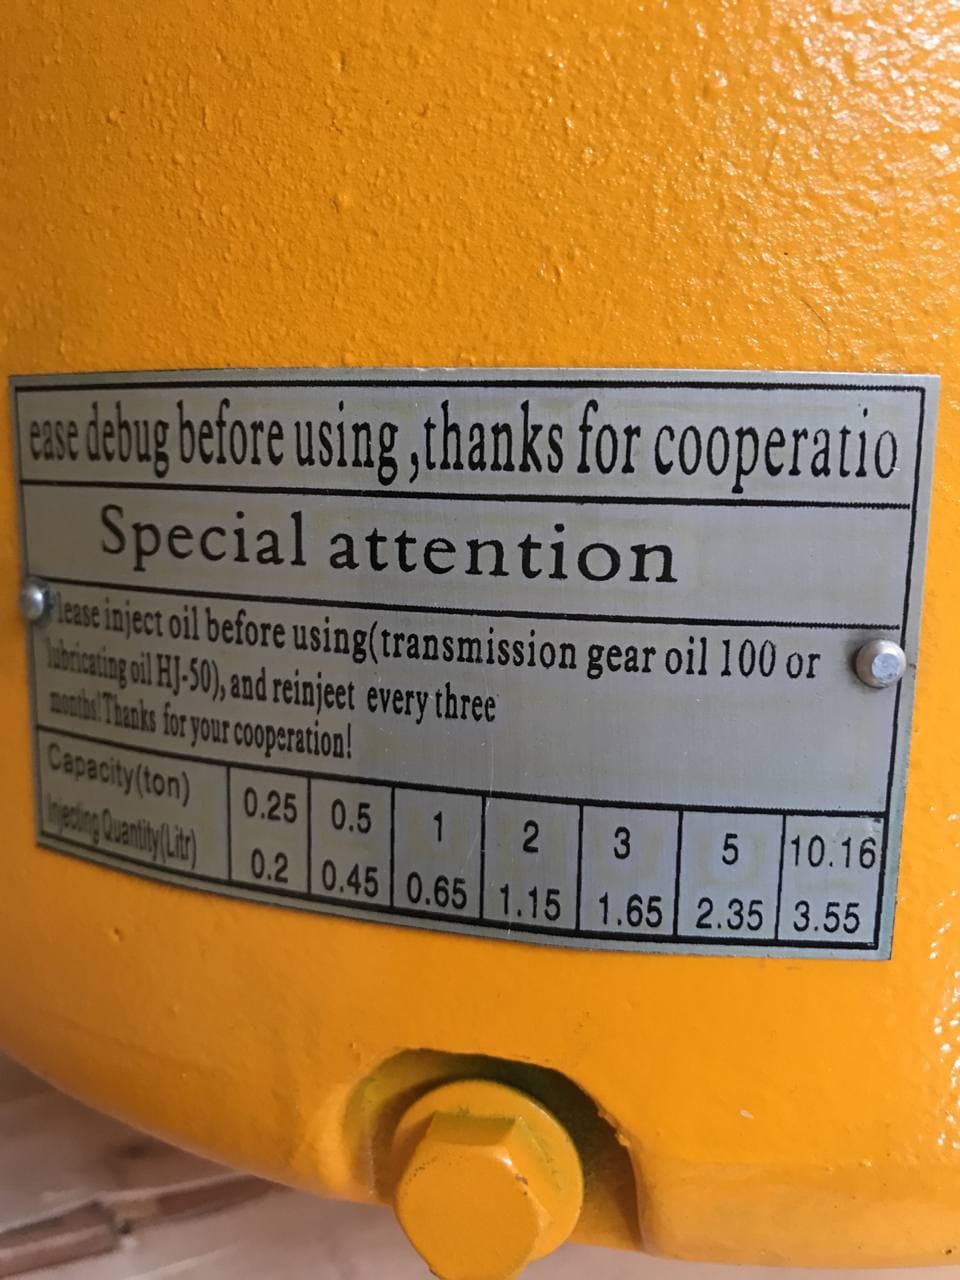 ease debug before using ,thanks for cooperatio
Special attention
lease inject oil before using(transmission gear oil 100 or
lubricating oil HJ-50), and reinjeet every three
months! Thanks for your cooperation!
Capacity(ton) 0.25 0.5 1 2 3 5 10.16
Injecting Quantity(Litr) 0.2 0.45 0.65 1.15 1.65 2.35 3.55